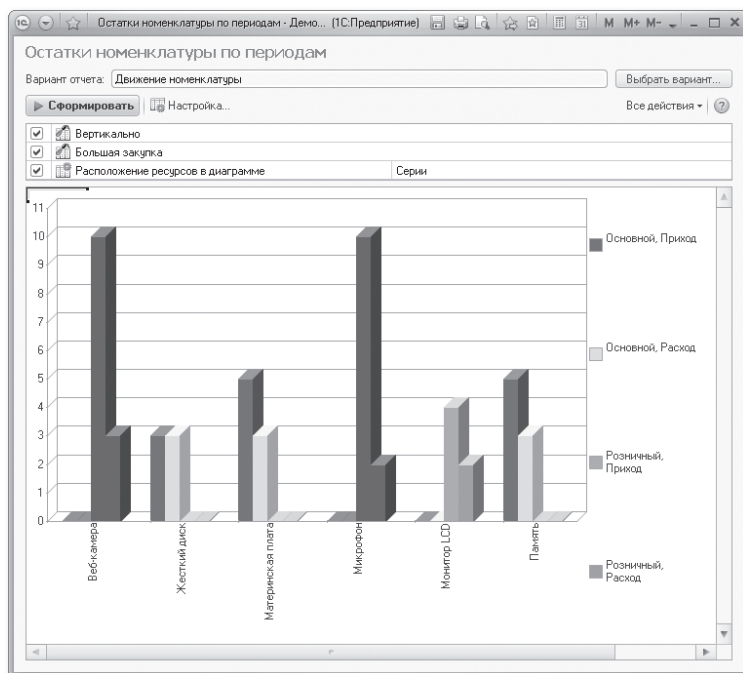 Остатки номенклатуры по периодам - Демо... (1С:Предприятие) M M+ M-
Остатки номенклатуры по периодам
Вариант отчета: Движение номенклатуры Выбрать вариант...
Сформировать Настройка... Все действия
Вертикально
Большая закупка
Расположение ресурсов в диаграмме Серии
11
10
9
8
7
6
5
4
3
2
1
0
Веб-камера
Жесткий диск
Материнская плата
Микрофон
Монитор LCD
Память
Основной, Приход
Основной, Расход
Розничный,
Приход
Розничный,
Расход